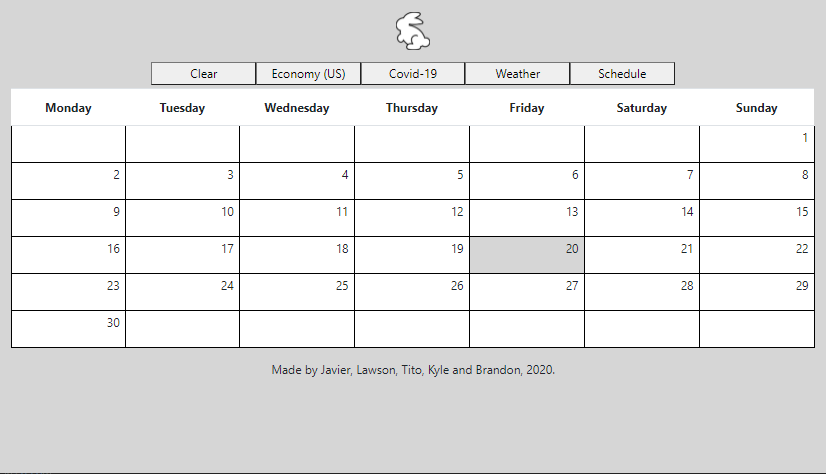 Clear Economy (US) Covid-19 Weather Schedule
Monday Tuesday Wednesday Thursday Friday Saturday Sunday
1
2 3 4 5 6 7 8
9 10 11 12 13 14 15
16 17 18 19 20 21 22
23 24 25 26 27 28 29
30
Made by Javier, Lawson, Tito, Kyle and Brandon, 2020.